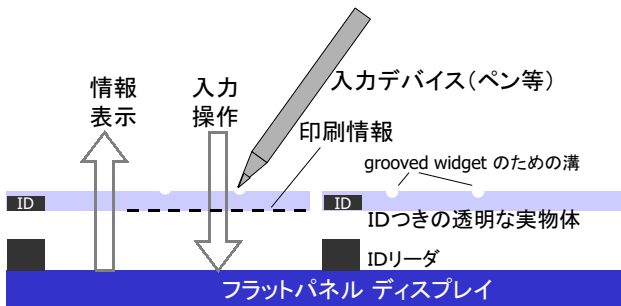 情報
表示
入力
操作
入力デバイス(ペン等)
印刷情報
grooved widget のための溝
ID
ID
IDつきの透明な実物体
IDリーダ
フラットパネル ディスプレイ